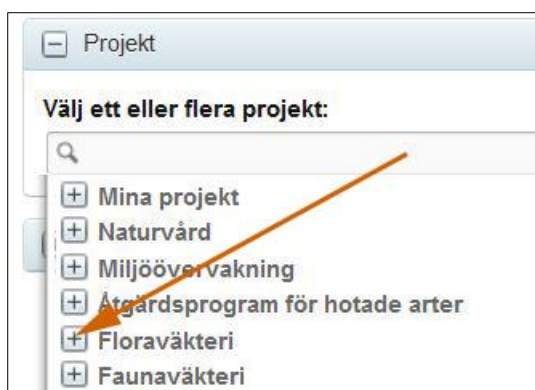 Projekt
Välj ett eller flera projekt:
Mina projekt
Naturvård
Miljöövervakning
Åtgärdsprogram för hotade arter
Floraväkteri
Faunaväkteri